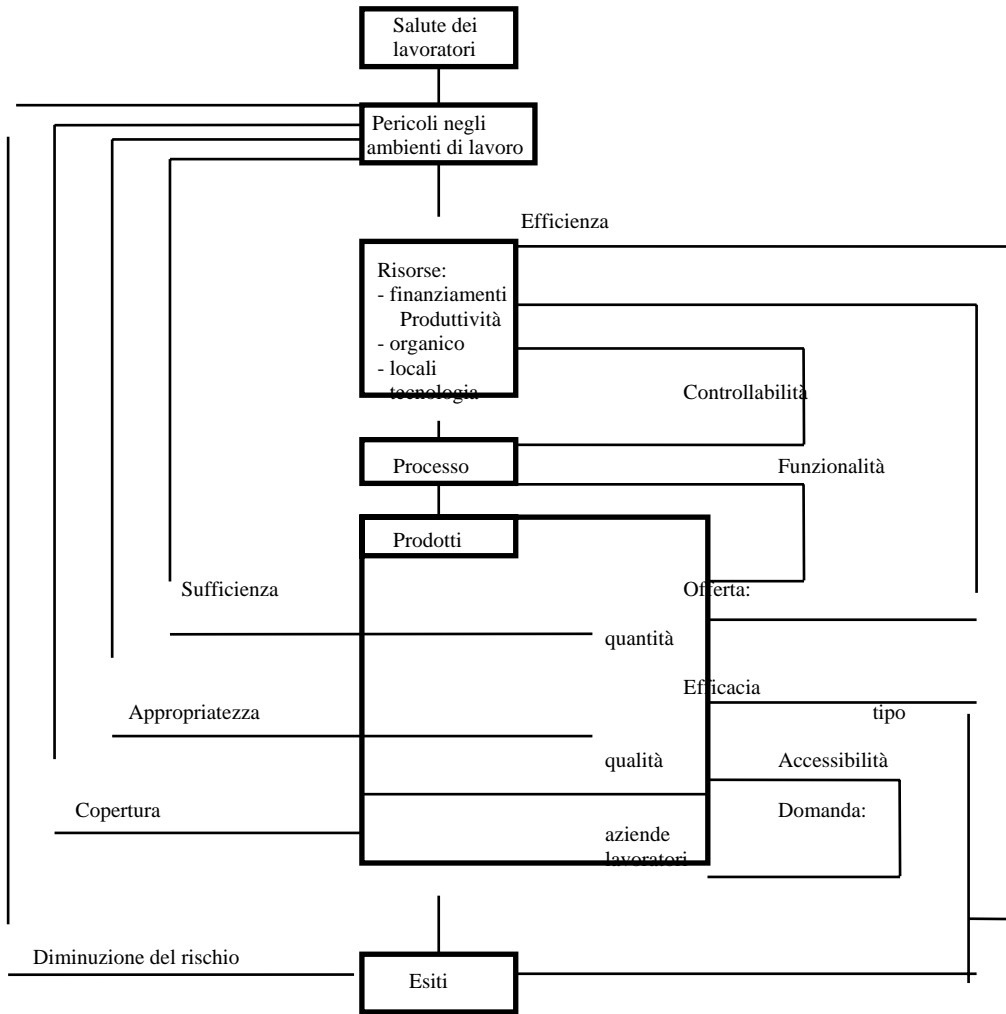 Salute dei
lavoratori
Pericoli negli
ambienti di lavoro
Efficienza
Risorse:
- finanziamenti
Produttività
- organico
- locali
- tecnologia
Controllabilità
Processo
Funzionalità
Prodotti
Sufficienza
Offerta:
quantità
Efficacia
Appropriatezza
tipo
qualità
Accessibilità
Copertura
Domanda:
aziende
lavoratori
Diminuzione del rischio
Esiti